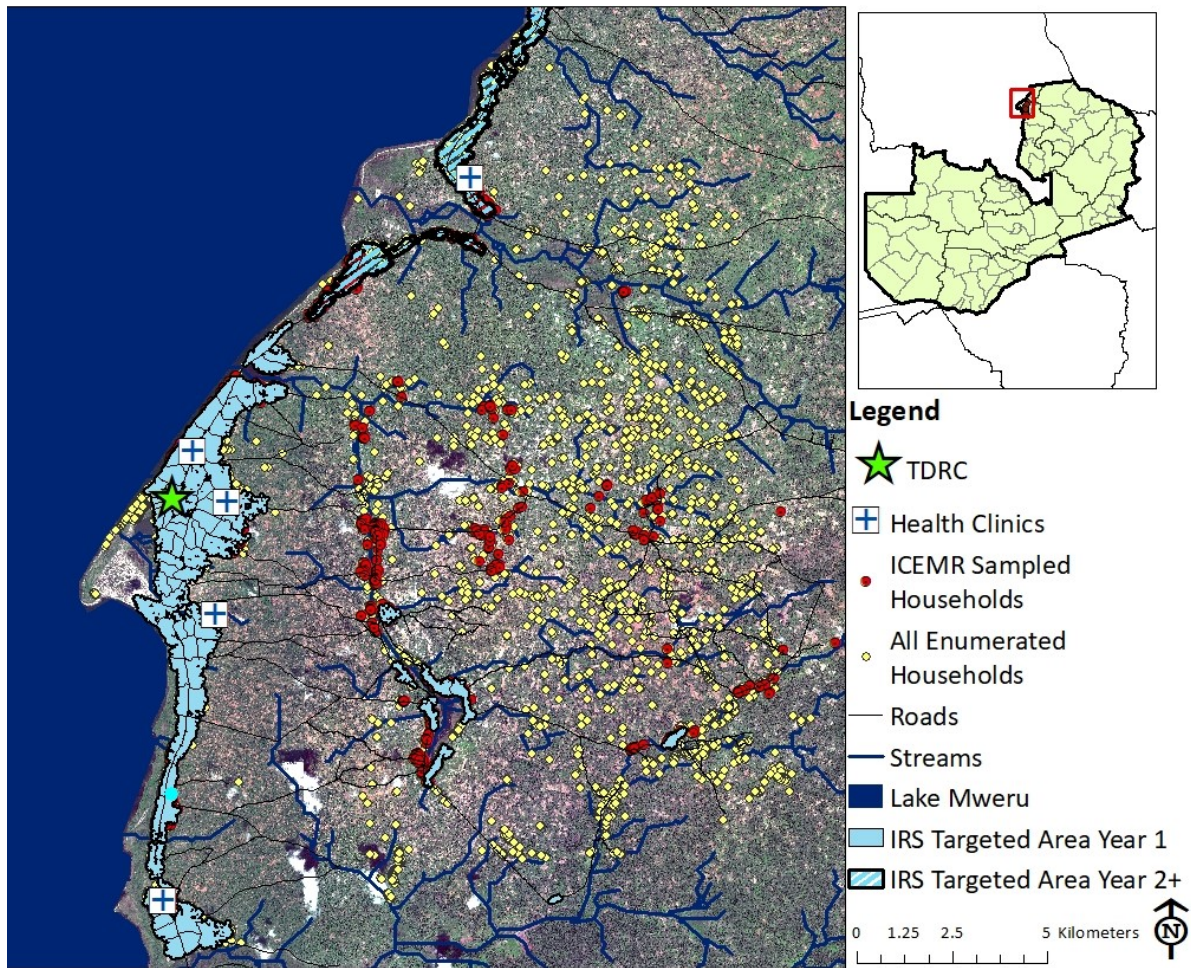 Legend
TDRC
Health Clinics
ICEMR Sampled
Households
All Enumerated
Households
Roads
Streams
Lake Mweru
IRS Targeted Area Year 1
IRS Targeted Area Year 2+
0 1.25 2.5 5 Kilometers
N